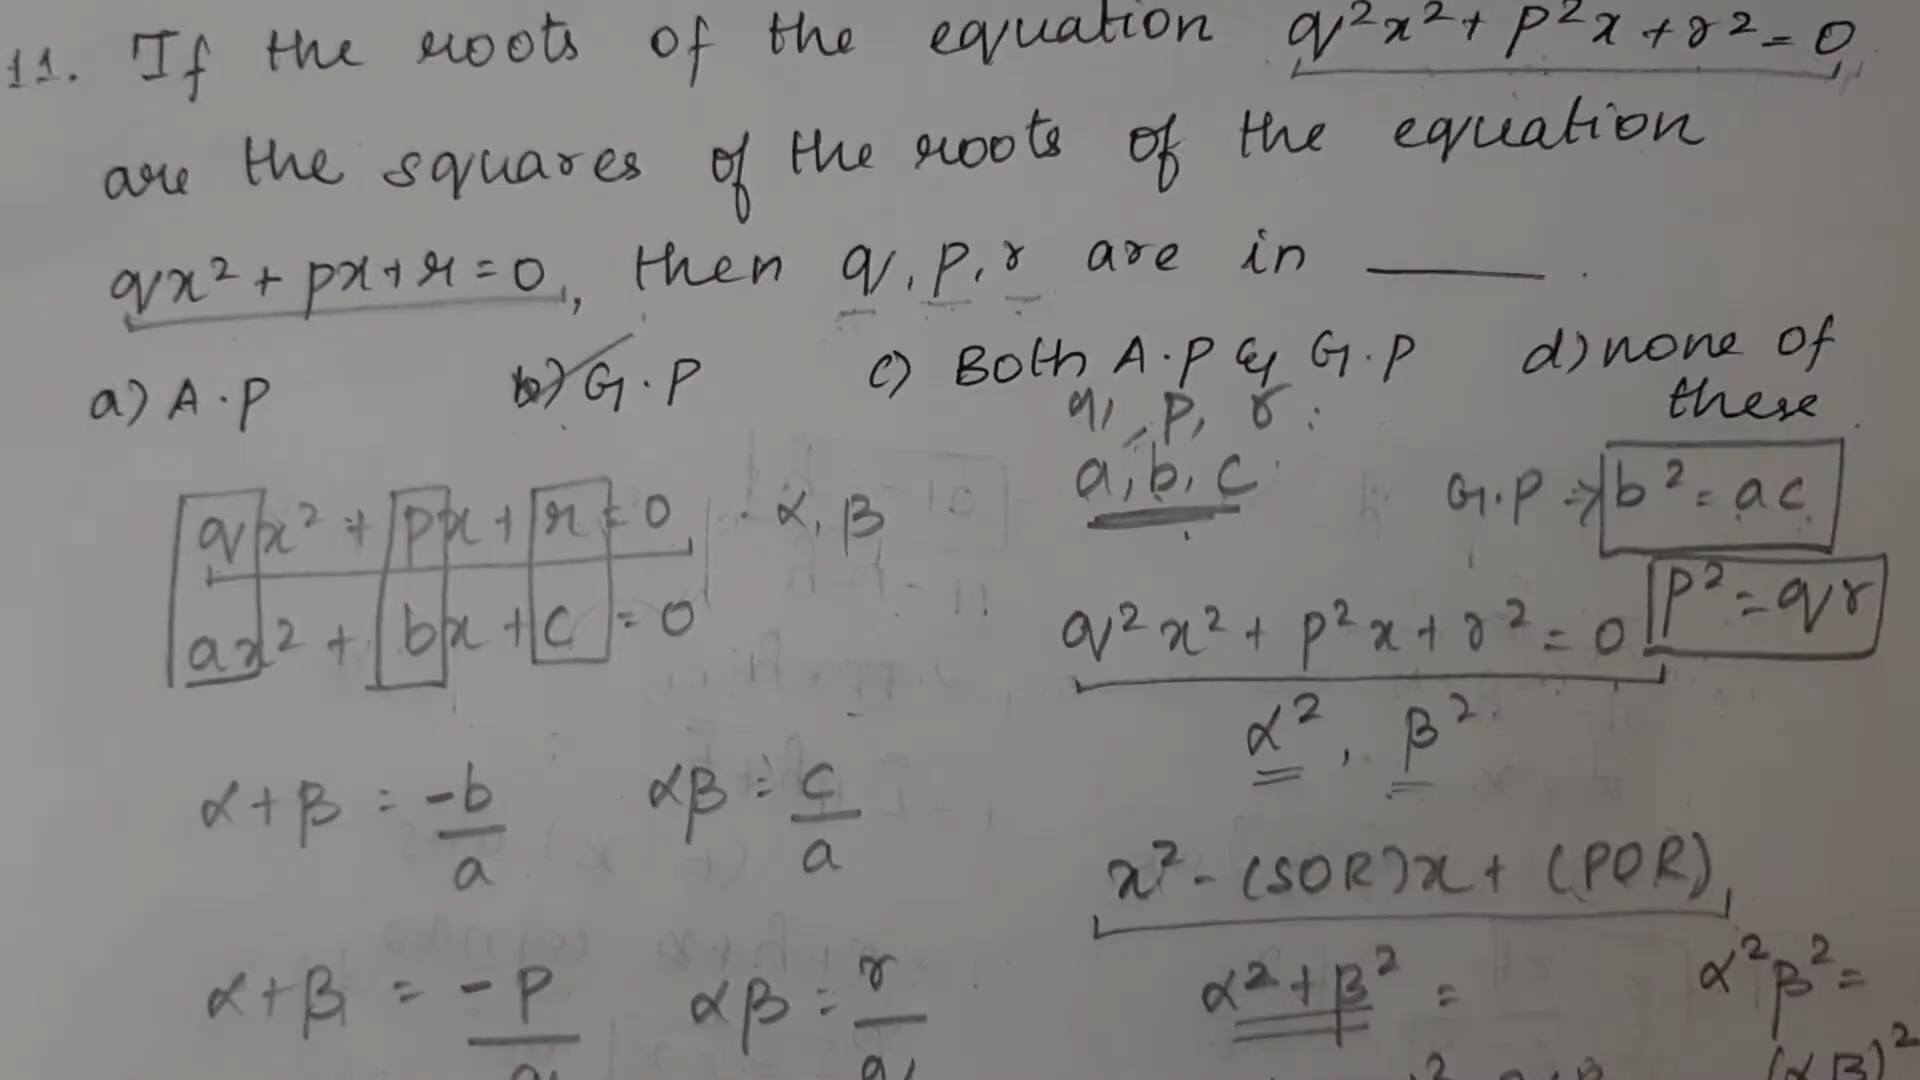 11. If the roots of the equation q²x² + p²x + r² = 0
are the squares of the roots of the equation
qx² + px + r = 0, then q, p, r are in ______.
a) A.P b) G.P c) Both A.P & G.P d) none of
these
q, p, r
a, b, c G.P ⇒ b² = ac
qx² + px + r = 0 α, β
p² = qr
ax² + bx + c = 0
q²x² + p²x + r² = 0
α², β²
α + β = -b/a αβ = c/a
x² - (SOR)x + (POR)
α + β = -p/q αβ = r/q
α² + β² = α²β² =
(αβ)²